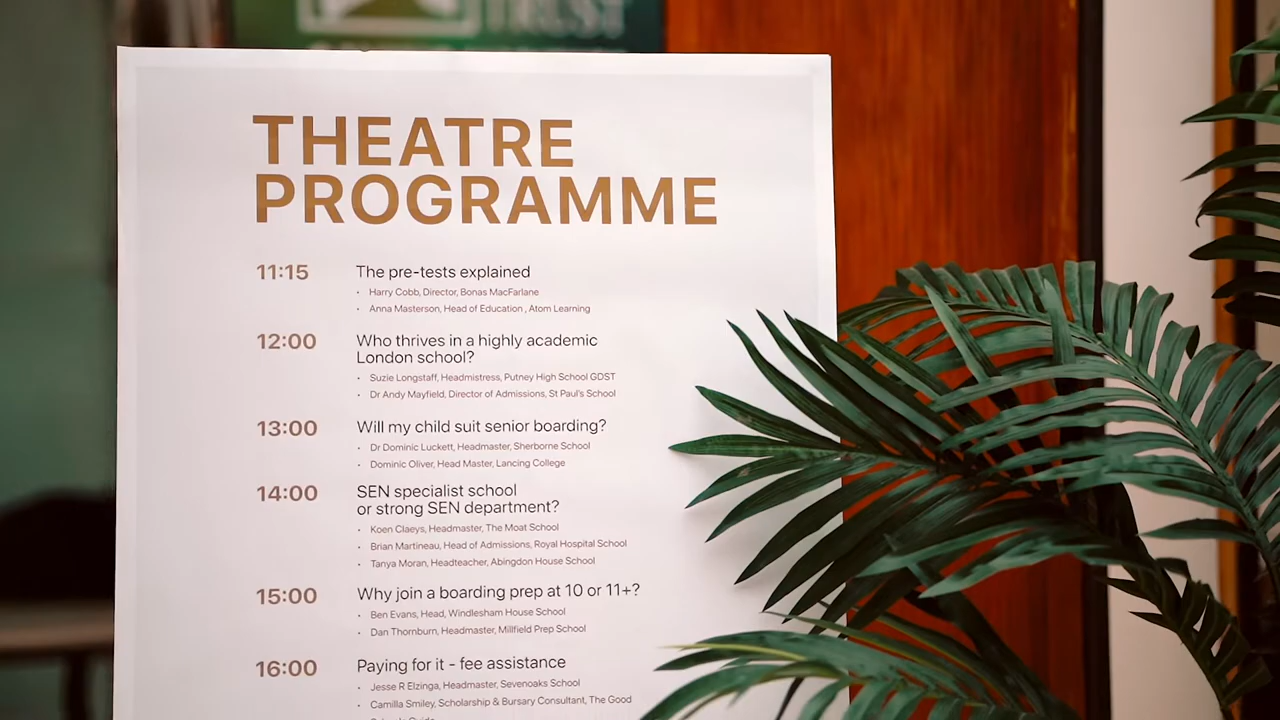 TRUST
THEATRE
PROGRAMME
11:15 The pre-tests explained
• Harry Cobb, Director, Bonas MacFarlane
• Anna Masterson, Head of Education , Atom Learning
12:00 Who thrives in a highly academic
London school?
• Suzie Longstaff, Headmistress, Putney High School GDST
• Dr Andy Mayfield, Director of Admissions, St Paul's School
13:00 Will my child suit senior boarding?
• Dr Dominic Luckett, Headmaster, Sherborne School
• Dominic Oliver, Head Master, Lancing College
14:00 SEN specialist school
or strong SEN department?
• Koen Claeys, Headmaster, The Moat School
• Brian Martineau, Head of Admissions, Royal Hospital School
• Tanya Moran, Headteacher, Abingdon House School
15:00 Why join a boarding prep at 10 or 11+?
• Ben Evans, Head, Windlesham House School
• Dan Thornburn, Headmaster, Millfield Prep School
16:00 Paying for it - fee assistance
• Jesse R Elzinga, Headmaster, Sevenoaks School
• Camilla Smiley, Scholarship & Bursary Consultant, The Good